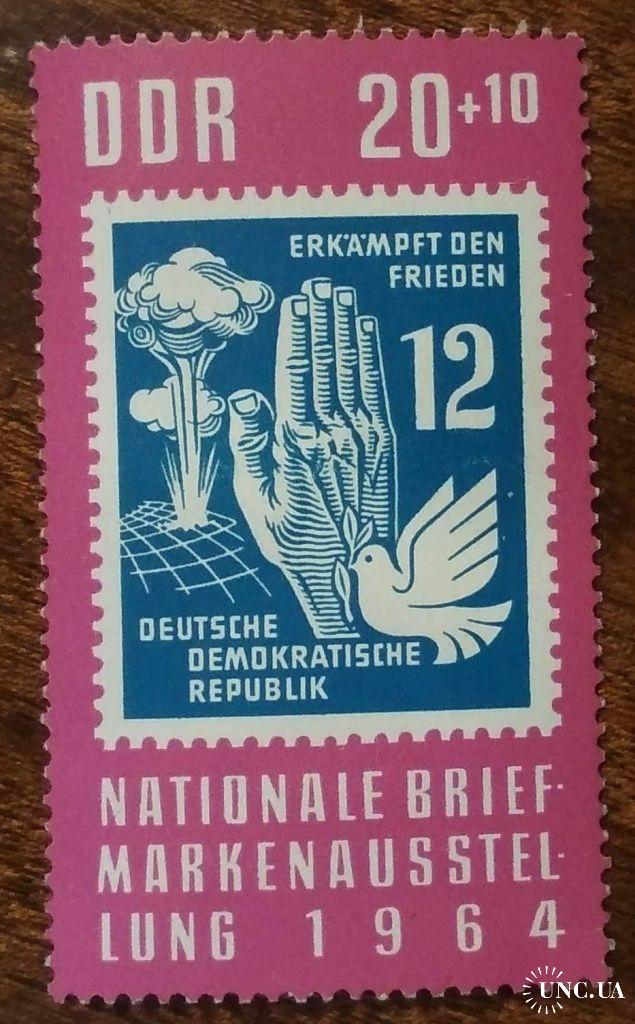 DDR 20+10
ERKÄMPFT DEN
FRIEDEN
12
DEUTSCHE
DEMOKRATISCHE
REPUBLIK
NATIONALE BRIEF-
MARKENAUSSTEL-
LUNG 1964
UNC.UA